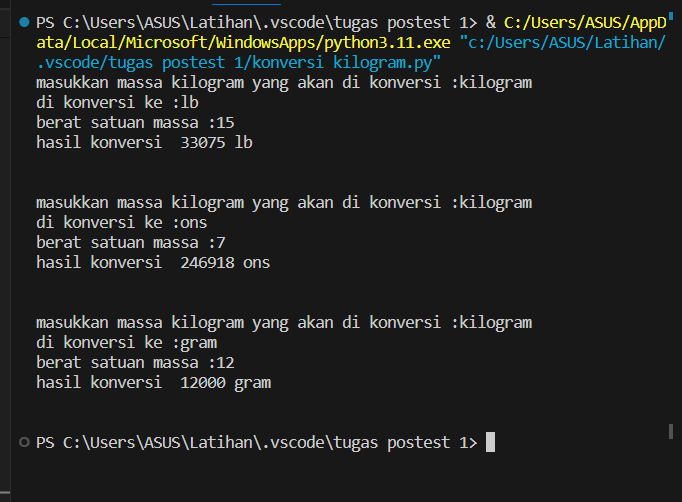 PS C:\Users\ASUS\Latihan\.vscode\tugas postest 1> & C:/Users/ASUS/AppD
ata/Local/Microsoft/WindowsApps/python3.11.exe "c:/Users/ASUS/Latihan/
.vscode/tugas postest 1/konversi kilogram.py"
masukkan massa kilogram yang akan di konversi :kilogram
di konversi ke :lb
berat satuan massa :15
hasil konversi  33075 lb
masukkan massa kilogram yang akan di konversi :kilogram
di konversi ke :ons
berat satuan massa :7
hasil konversi  246918 ons
masukkan massa kilogram yang akan di konversi :kilogram
di konversi ke :gram
berat satuan massa :12
hasil konversi  12000 gram
PS C:\Users\ASUS\Latihan\.vscode\tugas postest 1>